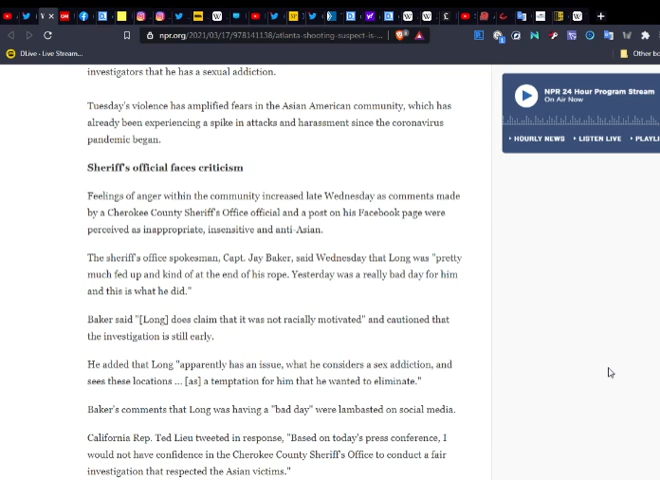 npr.org/2021/03/17/978141138/atlanta-shooting-suspect-is-...
DLive - Live Stream...
Other bo
investigators that he has a sexual addiction.
Tuesday's violence has amplified fears in the Asian American community, which has
already been experiencing a spike in attacks and harassment since the coronavirus
pandemic began.
Sheriff's official faces criticism
Feelings of anger within the community increased late Wednesday as comments made
by a Cherokee County Sheriff's Office official and a post on his Facebook page were
perceived as inappropriate, insensitive and anti-Asian.
The sheriff's office spokesman, Capt. Jay Baker, said Wednesday that Long was "pretty
much fed up and kind of at the end of his rope. Yesterday was a really bad day for him
and this is what he did."
Baker said "[Long] does claim that it was not racially motivated" and cautioned that
the investigation is still early.
He added that Long "apparently has an issue, what he considers a sex addiction, and
sees these locations ... [as] a temptation for him that he wanted to eliminate."
Baker's comments that Long was having a "bad day" were lambasted on social media.
California Rep. Ted Lieu tweeted in response, "Based on today's press conference, I
would not have confidence in the Cherokee County Sheriff's Office to conduct a fair
investigation that respected the Asian victims."
NPR 24 Hour Program Stream
On Air Now
HOURLY NEWS
LISTEN LIVE
PLAYLI